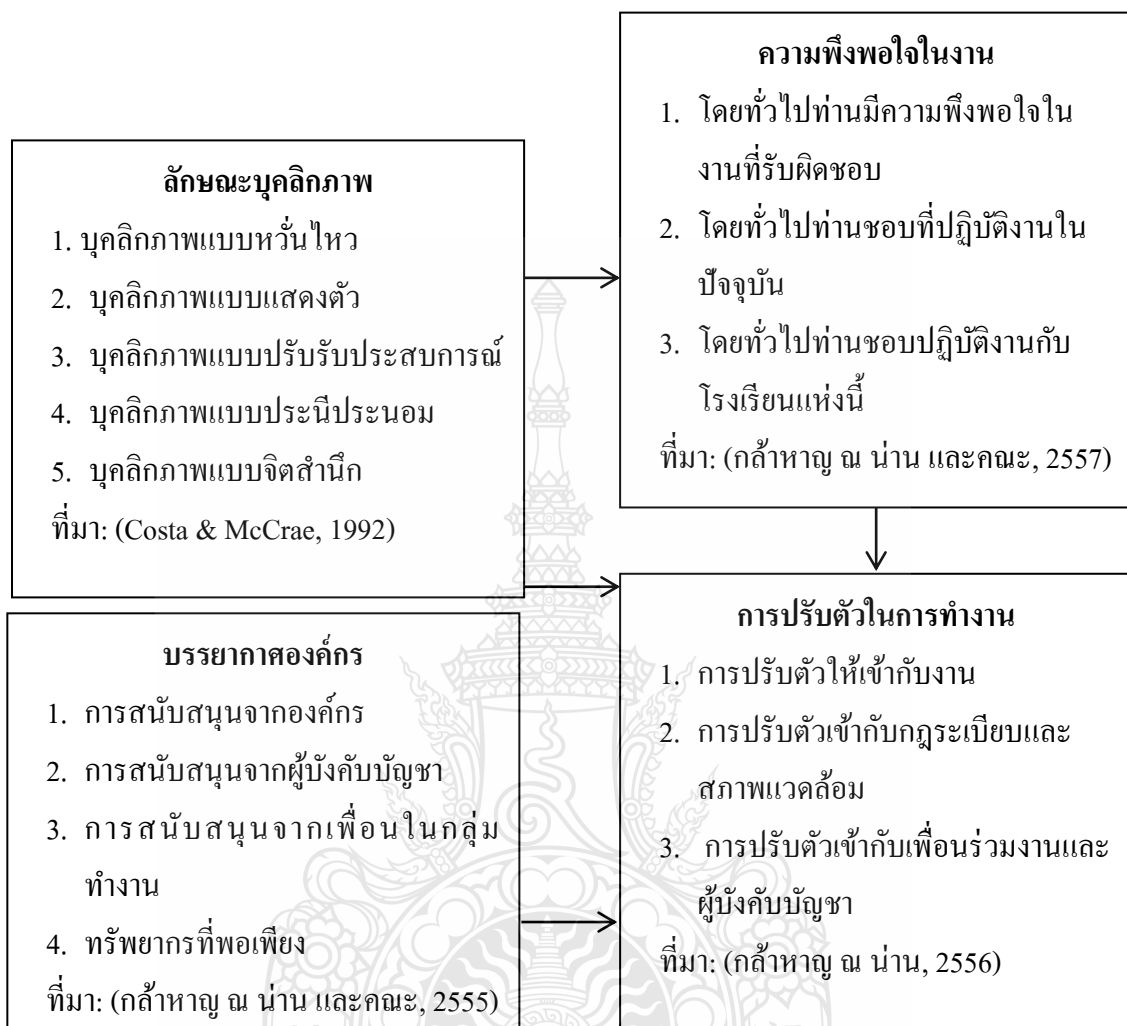 ลักษณะบุคลิกภาพ
1. บุคลิกภาพแบบหวั่นไหว
2. บุคลิกภาพแบบแสดงตัว
3. บุคลิกภาพแบบปรับรับประสบการณ์
4. บุคลิกภาพแบบประนีประนอม
5. บุคลิกภาพแบบจิตสำนึก
ที่มา: (Costa & McCrae, 1992)
บรรยากาศองค์กร
1. การสนับสนุนจากองค์กร
2. การสนับสนุนจากผู้บังคับบัญชา
3. การสนับสนุนจากเพื่อนในกลุ่ม
ทำงาน
4. ทรัพยากรที่พอเพียง
ที่มา: (กล้าหาญ ณ น่าน และคณะ, 2555)
ความพึงพอใจในงาน
1. โดยทั่วไปท่านมีความพึงพอใจใน
งานที่รับผิดชอบ
2. โดยทั่วไปท่านชอบที่ปฏิบัติงานใน
ปัจจุบัน
3. โดยทั่วไปท่านชอบปฏิบัติงานกับ
โรงเรียนแห่งนี้
ที่มา: (กล้าหาญ ณ น่าน และคณะ, 2557)
การปรับตัวในการทำงาน
1. การปรับตัวให้เข้ากับงาน
2. การปรับตัวเข้ากับกฎระเบียบและ
สภาพแวดล้อม
3. การปรับตัวเข้ากับเพื่อนร่วมงานและ
ผู้บังคับบัญชา
ที่มา: (กล้าหาญ ณ น่าน, 2556)